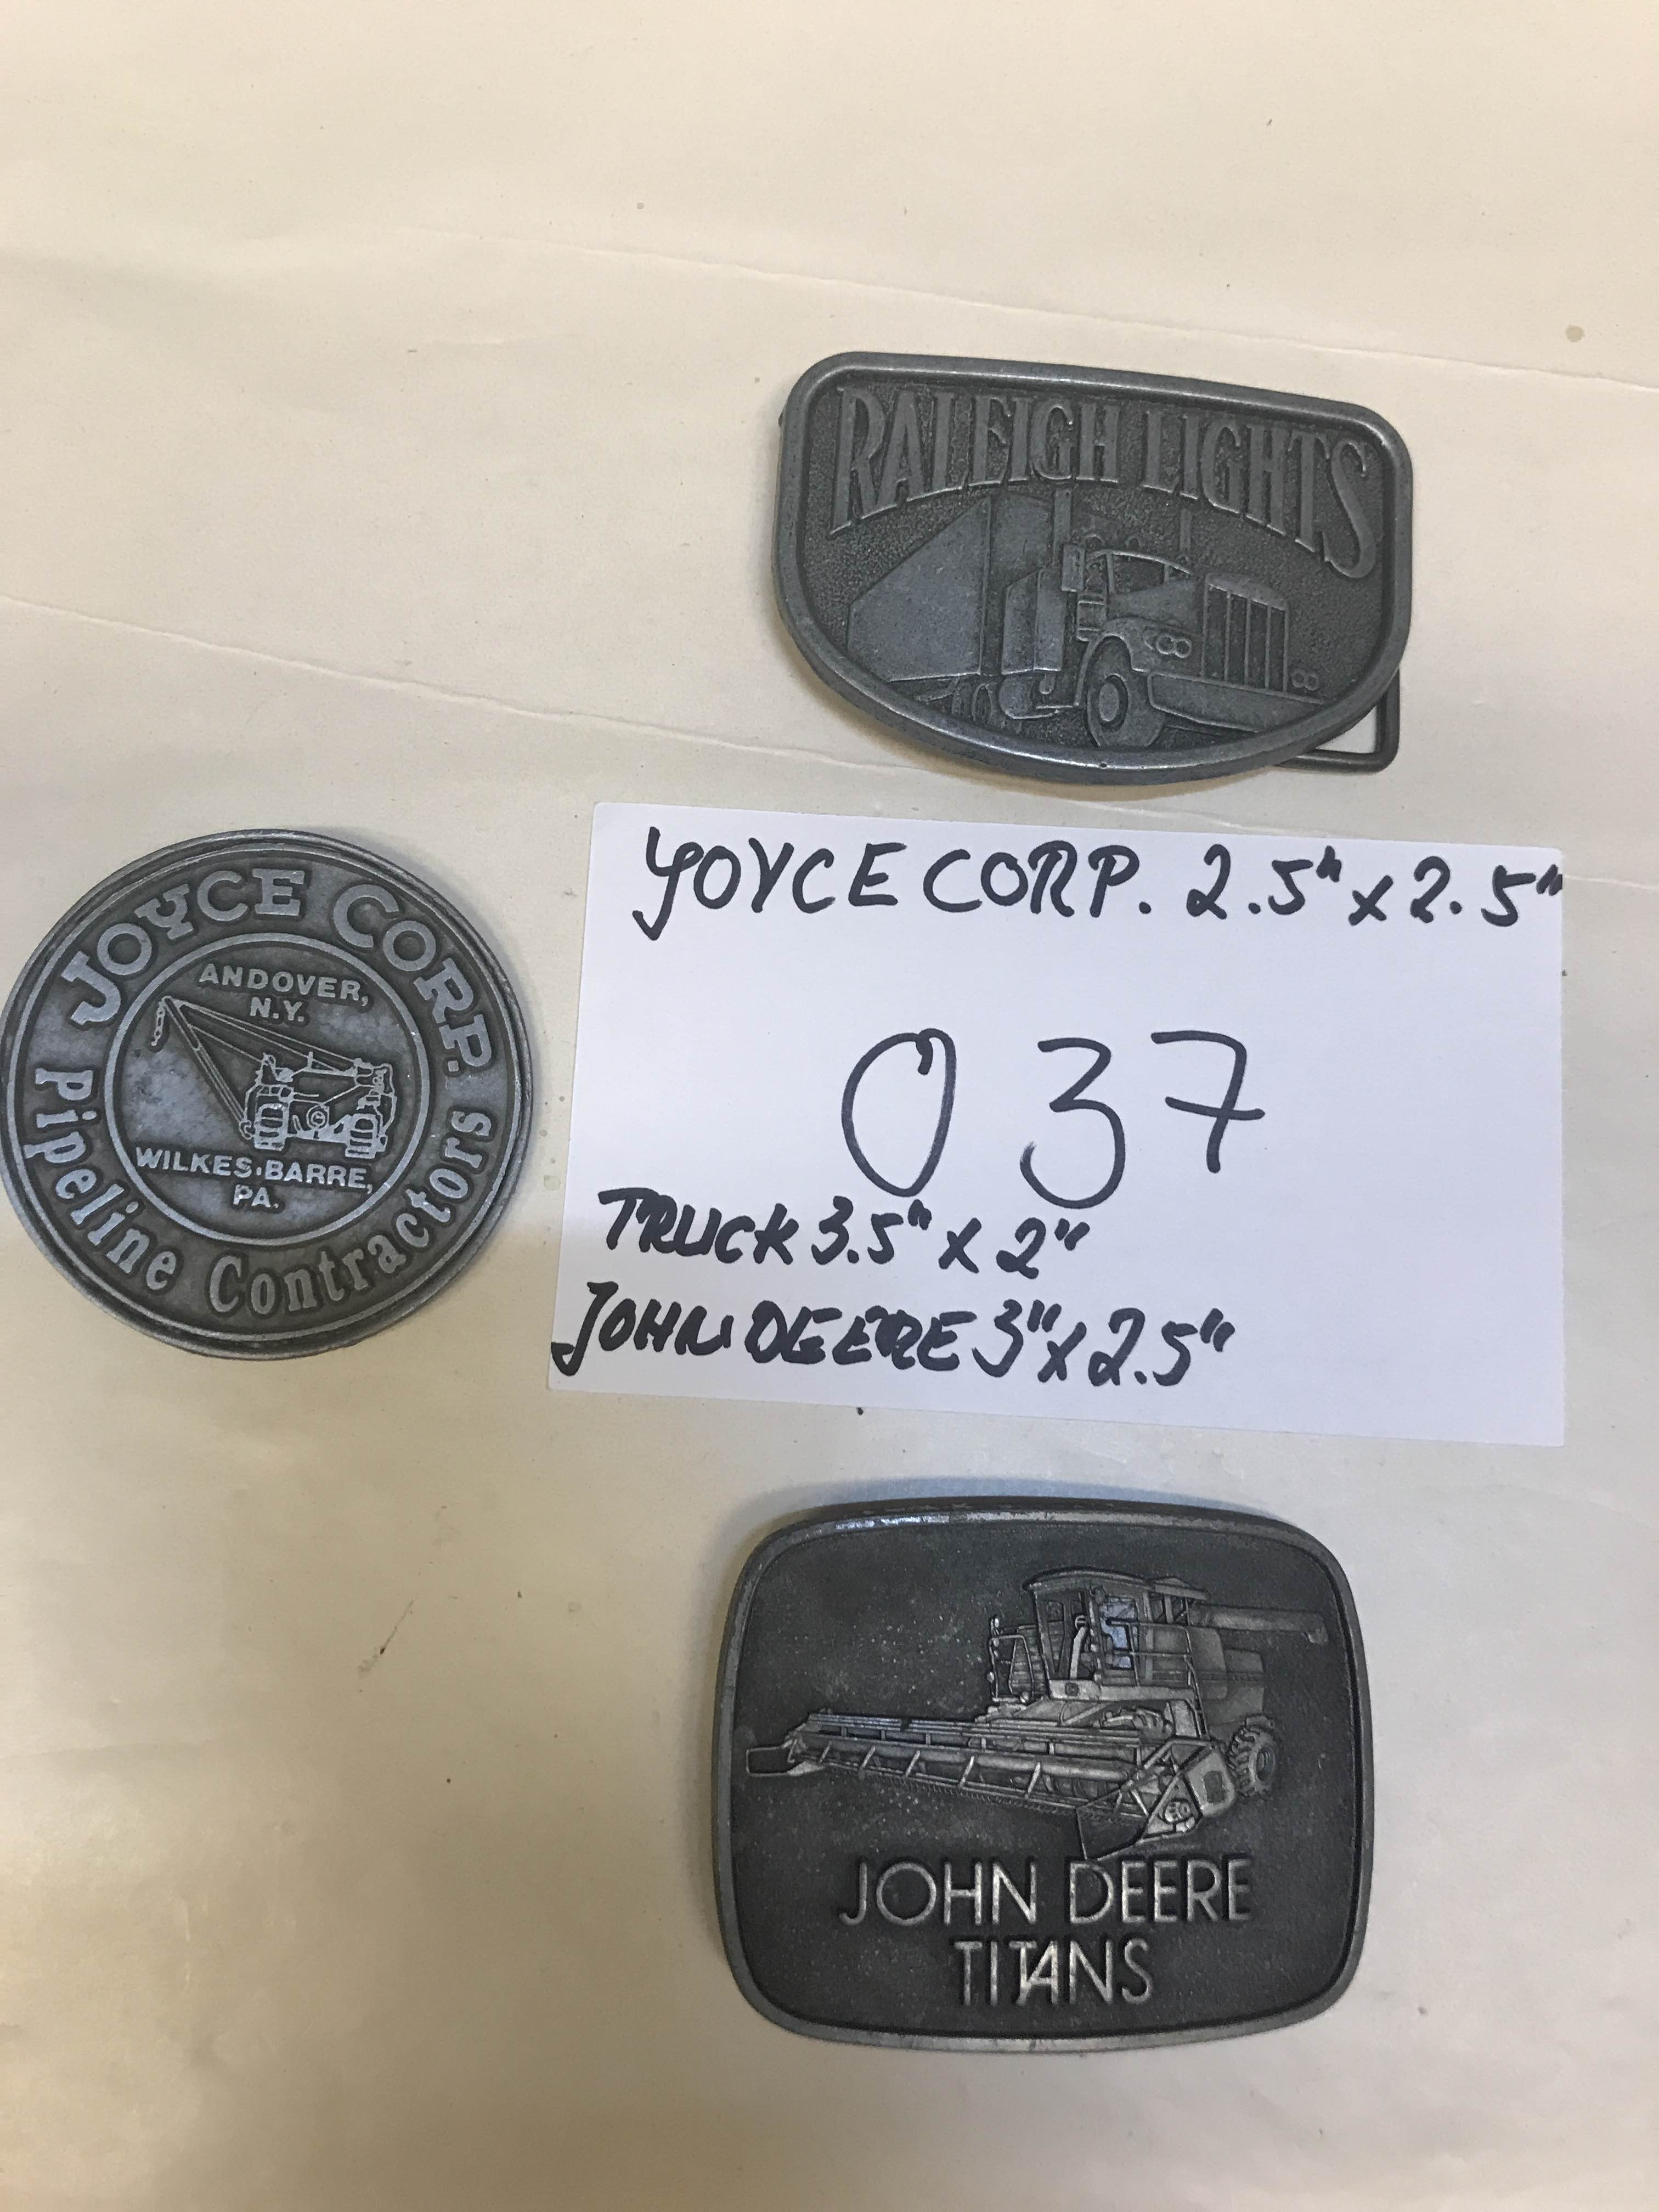 RALEIGH LIGHTS
JOYCE CORP.
ANDOVER,
N.Y.
WILKES-BARRE,
PA.
Pipeline Contractors
YOYCE CORP. 2.5" x 2.5"
037
TRUCK 3.5" x 2"
JOHN DEERE 3" x 2.5"
JOHN DEERE
TITANS